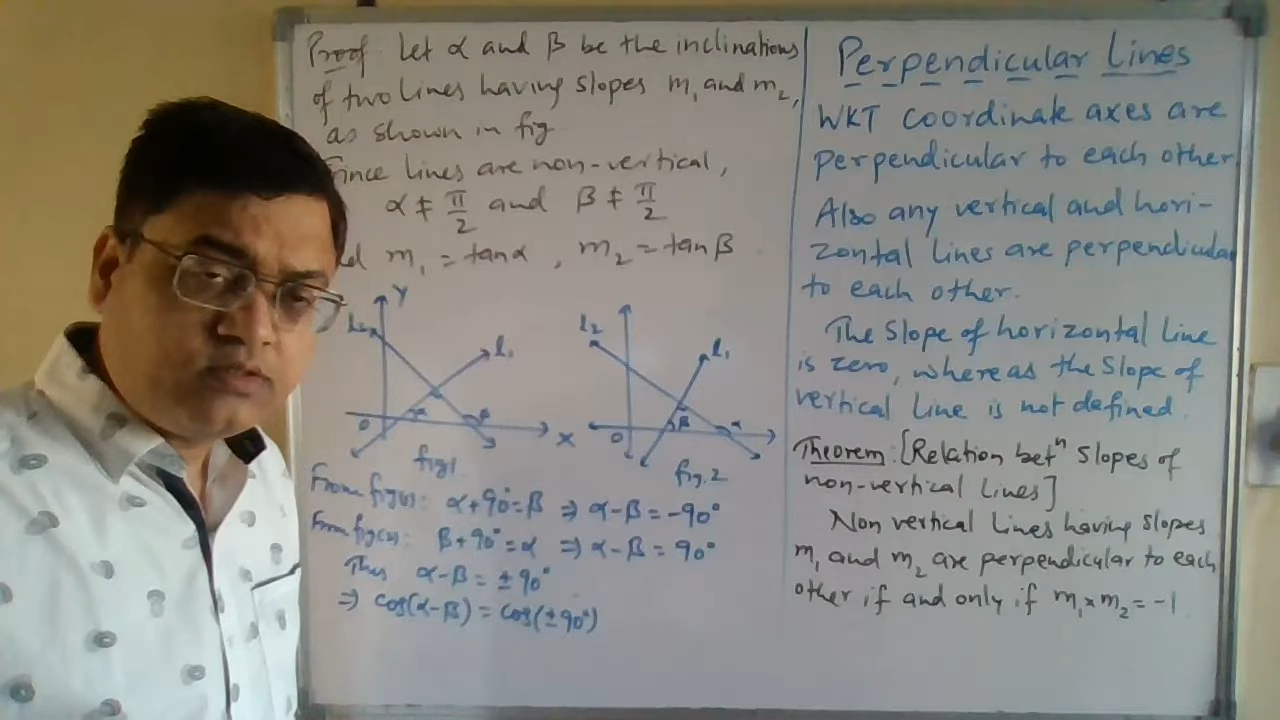 Proof. Let α and β be the inclinations
of two lines having slopes m₁ and m₂,
as shown in fig
Since lines are non-vertical,
α ≠ π/2 and β ≠ π/2
m₁ = tanα, m₂ = tanβ
Y
l₂
l₁
α
β
O
X
fig1
l₂
l₁
β
α
O
fig.2
From fig(1): α+90°=β ⇒ α-β=-90°
From fig(2): β+90°=α ⇒ α-β=90°
Thus α-β=±90°
⇒ cos(α-β)=cos(±90°)
Perpendicular Lines
WKT coordinate axes are
perpendicular to each other
Also any vertical and hori-
zontal lines are perpendicular
to each other.
The slope of horizontal line
is zero, whereas the slope of
vertical line is not defined.
Theorem: [Relation betⁿ slopes of
non-vertical lines]
Non vertical lines having slopes
m₁ and m₂ are perpendicular to each
other if and only if m₁×m₂=-1